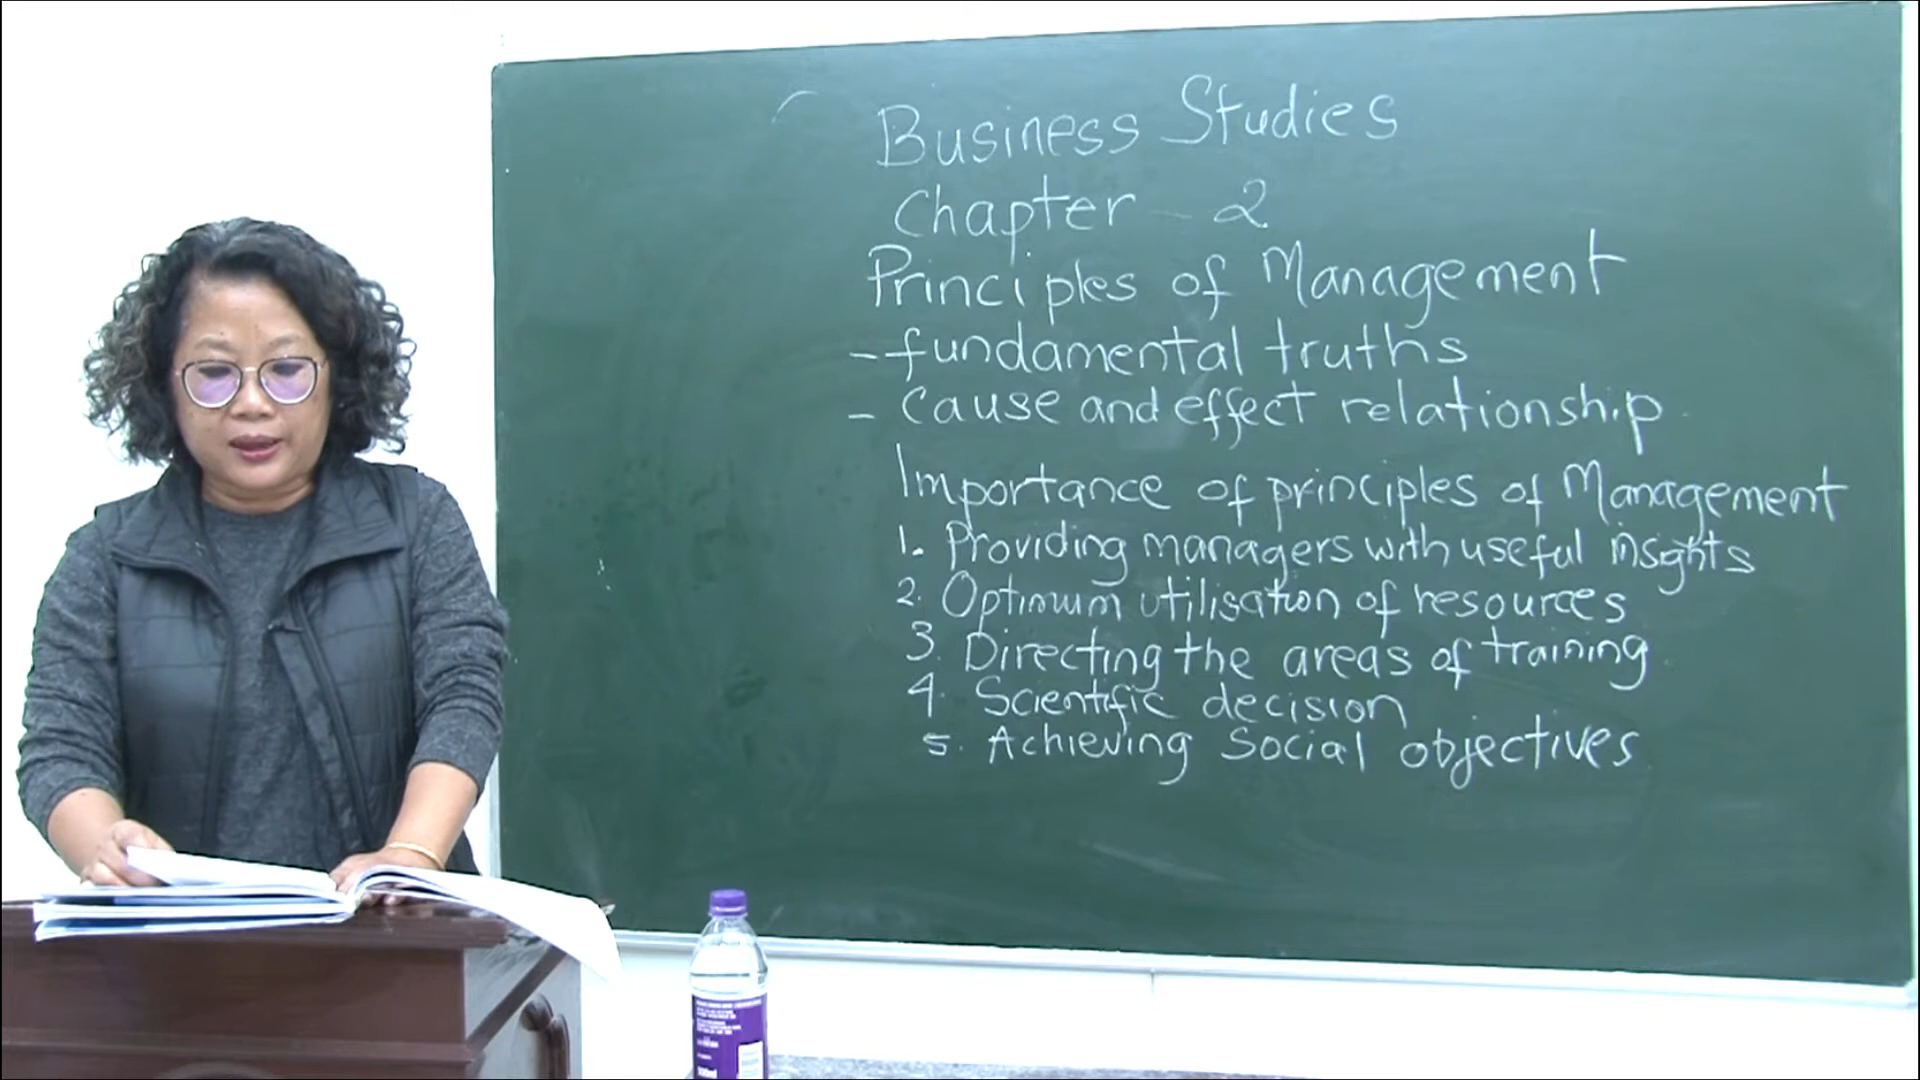 Business Studies
Chapter - 2
Principles of Management
- fundamental truths
- Cause and effect relationship
Importance of principles of Management
1. Providing managers with useful insights
2. Optimum utilisation of resources
3. Directing the areas of training
4. Scientific decision
5. Achieving Social objectives